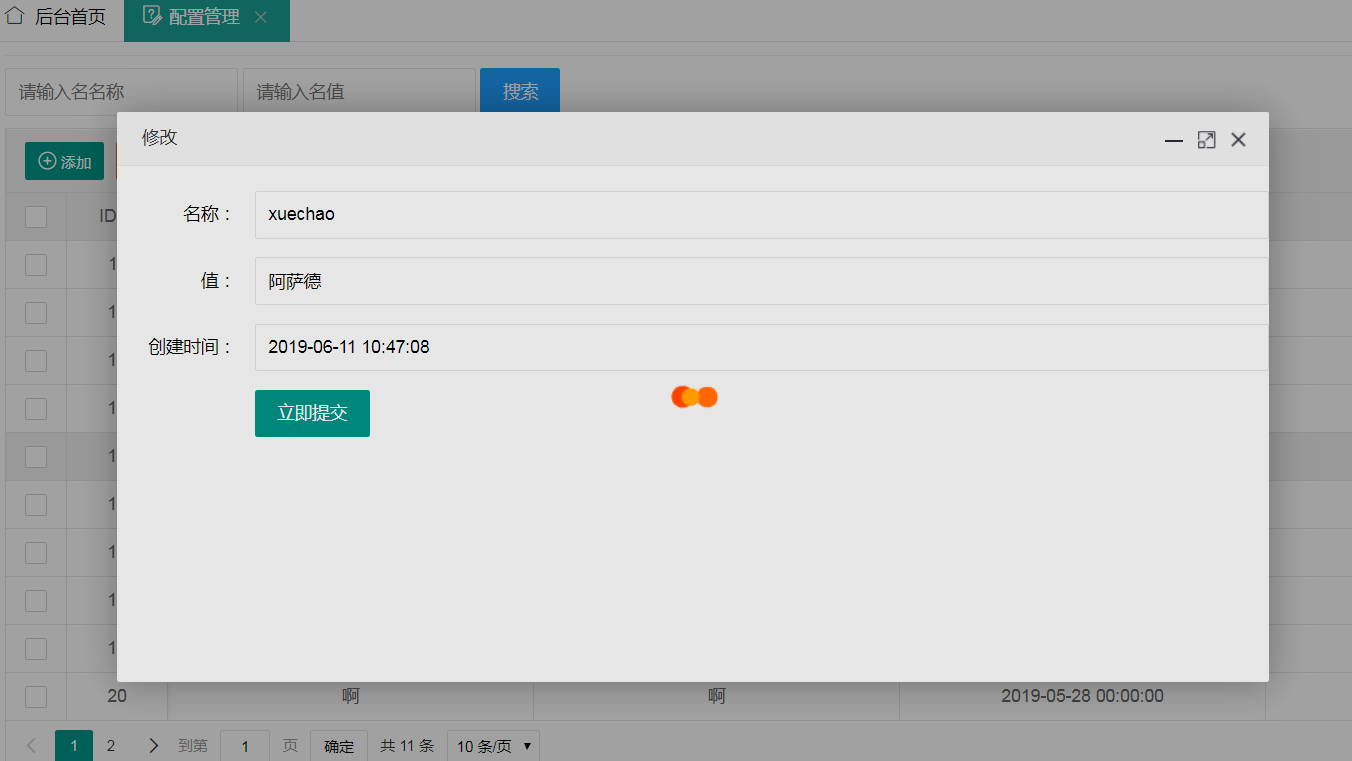 后台首页 配置管理
请输入名名称 请输入名值 搜索
修改
添加
名称： xuechao
ID
值： 阿萨德
创建时间： 2019-06-11 10:47:08
立即提交
1
1
1
1
1
1
1
1
1
20 啊 啊 2019-05-28 00:00:00
1 2 到第 1 页 确定 共 11 条 10 条/页